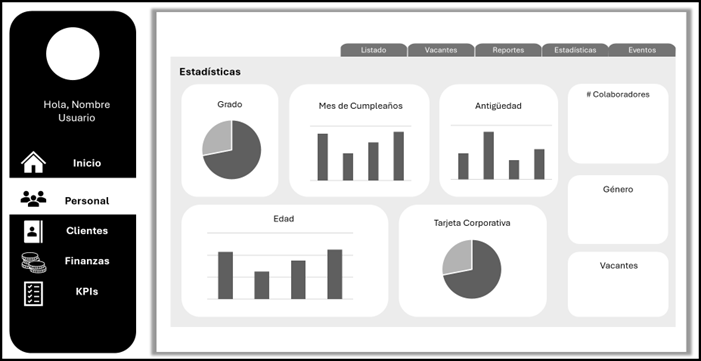 Hola, Nombre
Usuario
Inicio
Personal
Clientes
Finanzas
KPIs
Listado
Vacantes
Reportes
Estadísticas
Eventos
Estadísticas
Grado
Mes de Cumpleaños
Antigüedad
# Colaboradores
Género
Edad
Tarjeta Corporativa
Vacantes